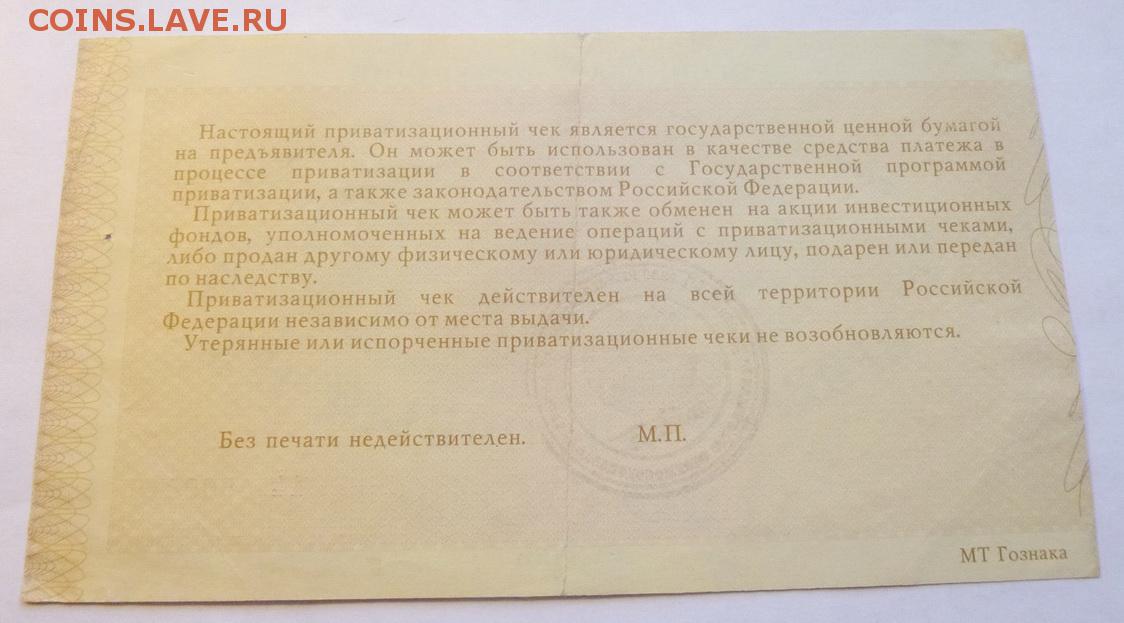 COINS.LAVE.RU
Настоящий приватизационный чек является государственной ценной бумагой
на предъявителя. Он может быть использован в качестве средства платежа в
процессе приватизации в соответствии с Государственной программой
приватизации, а также законодательством Российской Федерации.
Приватизационный чек может быть также обменен на акции инвестиционных
фондов, уполномоченных на ведение операций с приватизационными чеками,
либо продан другому физическому или юридическому лицу, подарен или передан
по наследству.
Приватизационный чек действителен на всей территории Российской
Федерации независимо от места выдачи.
Утерянные или испорченные приватизационные чеки не возобновляются.
Без печати недействителен.
М.П.
МТ Гознака